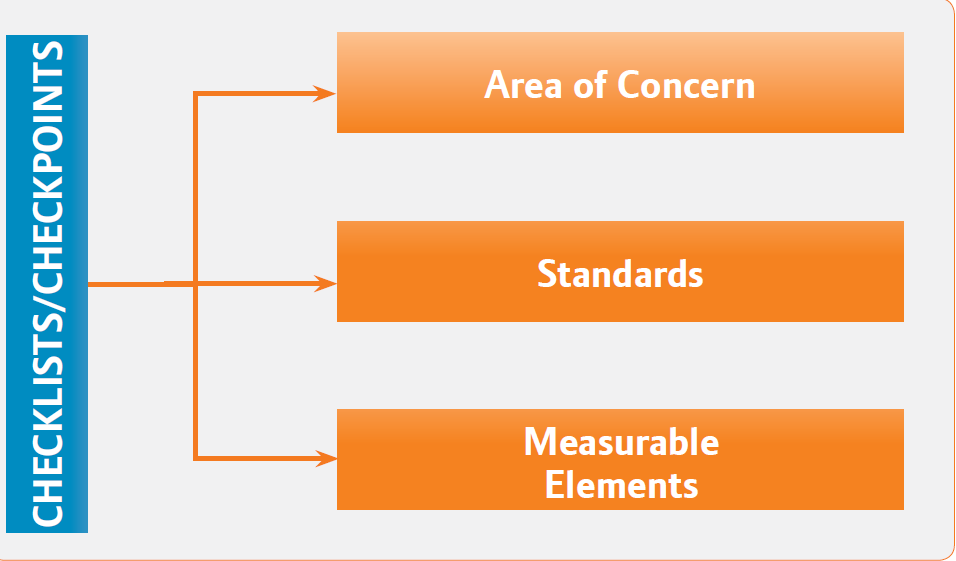 CHECKLISTS/CHECKPOINTS
Area of Concern
Standards
Measurable
Elements